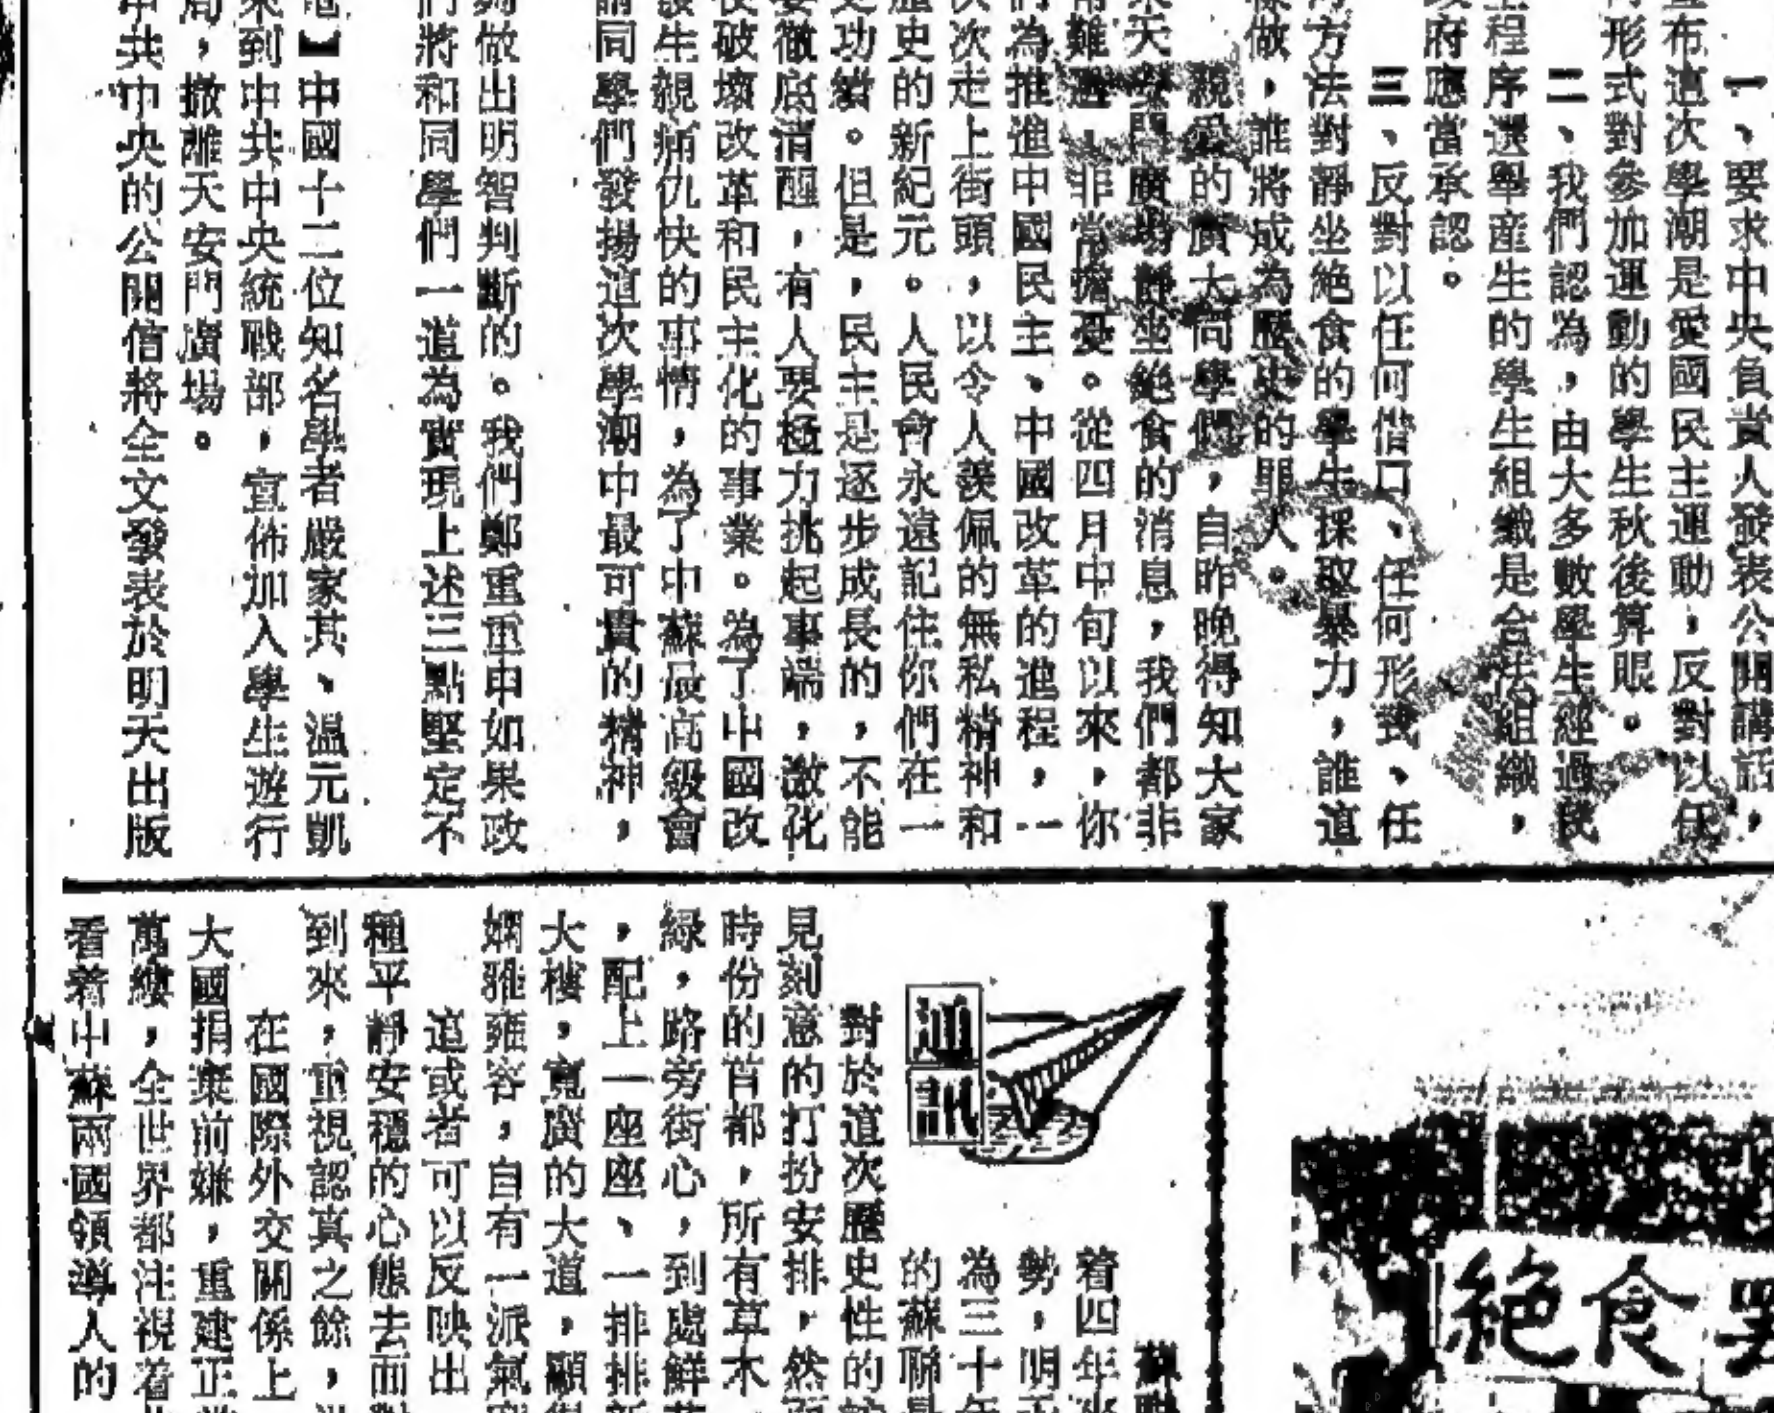 一、要求中央負責人發表公開講話，
宣布這次學潮是愛國民主運動，反對以任
何形式對參加運動的學生秋後算賬。
二、我們認為，由大多數學生經過民
主程序選舉産生的學生組織是合法組織，
政府應當承認。
三、反對以任何借口、任何形式、任
何方法對靜坐絕食的學生採取暴力，誰這
樣做，誰將成為歷史的罪人。
親愛的廣大同學們，自昨晚得知大家
來天安門廣場靜坐絕食的消息，我們都非
常難過，非常擔憂。從四月中旬以來，你
們為推進中國民主、中國改革的進程，一
次次走上街頭，以令人羨佩的無私精神和
歷史的新紀元。人民會永遠記住你們在一
史功績。但是，民主是逐步成長的，不能
要徹底消醒，有人要極力挑起事端，激化
破壞改革和民主化的事業。為了中國改
發生親痛仇快的事情，為了中蘇最高級會
請同學們發揚這次學潮中最可貴的精神，
夠做出明智判斷的。我們鄭重重申如果政
們將和同學們一道為實現上述三點堅定不
電】中國十二位知名學者嚴家其、溫元凱
來到中共中央統戰部，宣佈加入學生遊行
局，撤離天安門廣場。
中共中央的公開信將全文發表於明天出版
絕食
通訊
蘇
着四年來
勢，明
為三十年
的蘇聯
對於這次歷史性的
見刻意的打扮安排，然而
時份的首都，所有草木
綠，路旁街心，到處鮮花
，配上一座座、一排排新
大樓，寬廣的大道，顯得
嫻雅雍容，自有一派氣
這或者可以反映出
種平靜安穩的心態去面對
到來，重視認真之餘，
在國際外交關係上
大國捐棄前嫌，重建正常
萬縷，全世界都注視着
看着中蘇兩國領導人的